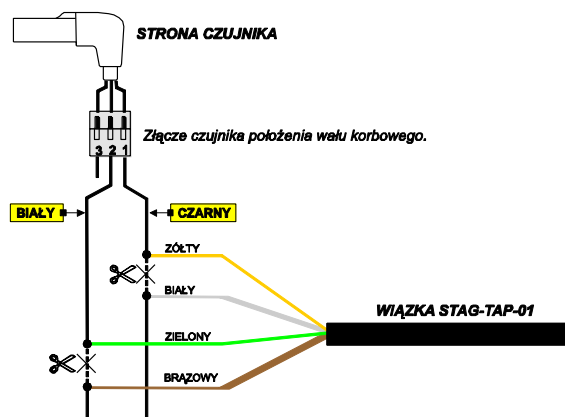 STRONA CZUJNIKA
Złącze czujnika położenia wału korbowego.
3 2 1
BIAŁY
CZARNY
ZÓŁTY
BIAŁY
WIĄZKA STAG-TAP-01
ZIELONY
BRĄZOWY